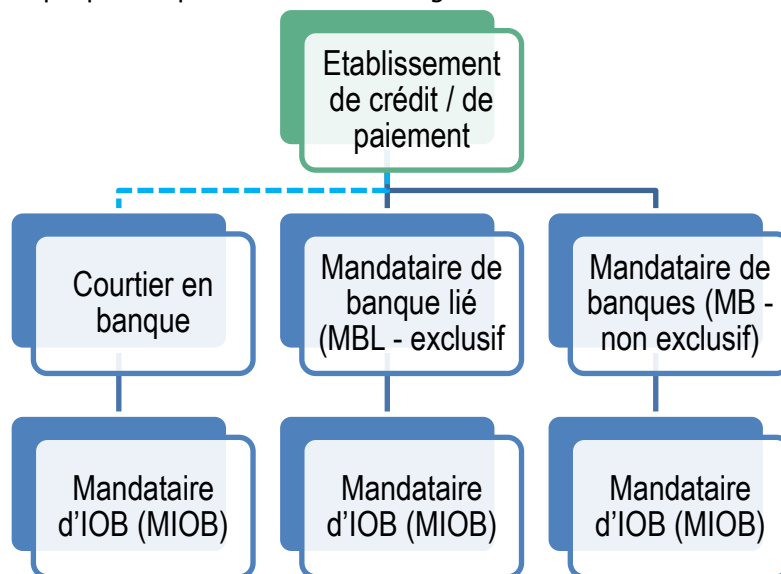 Etablissement
de crédit / de
paiement
Courtier en
banque
Mandataire de
banque lié
(MBL - exclusif
Mandataire de
banques (MB -
non exclusif)
Mandataire
d'IOB (MIOB)
Mandataire
d'IOB (MIOB)
Mandataire
d'IOB (MIOB)